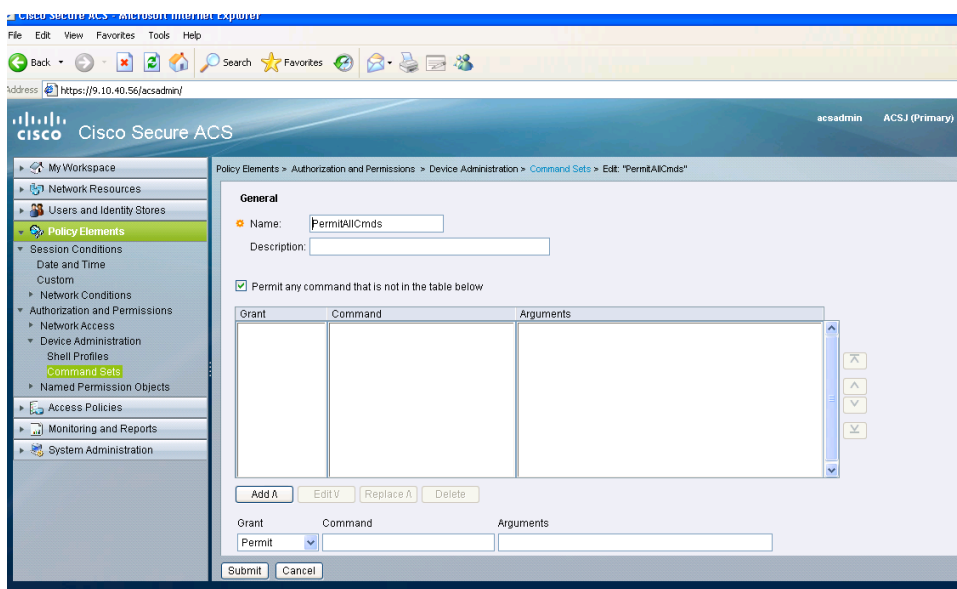 Cisco Secure ACS - Microsoft Internet Explorer
File Edit View Favorites Tools Help
Back Search Favorites
Address https://9.10.40.56/acsadmin/
cisco Cisco Secure ACS acsadmin ACSJ (Primary)
My Workspace
Network Resources
Users and Identity Stores
Policy Elements
Session Conditions
Date and Time
Custom
Network Conditions
Authorization and Permissions
Network Access
Device Administration
Shell Profiles
Command Sets
Named Permission Objects
Access Policies
Monitoring and Reports
System Administration
Policy Elements > Authorization and Permissions > Device Administration > Command Sets > Edit: "PermitAllCmds"
General
Name: PermitAllCmds
Description:
Permit any command that is not in the table below
Grant Command Arguments
Add Λ Edit V Replace Λ Delete
Grant Command Arguments
Permit
Submit Cancel